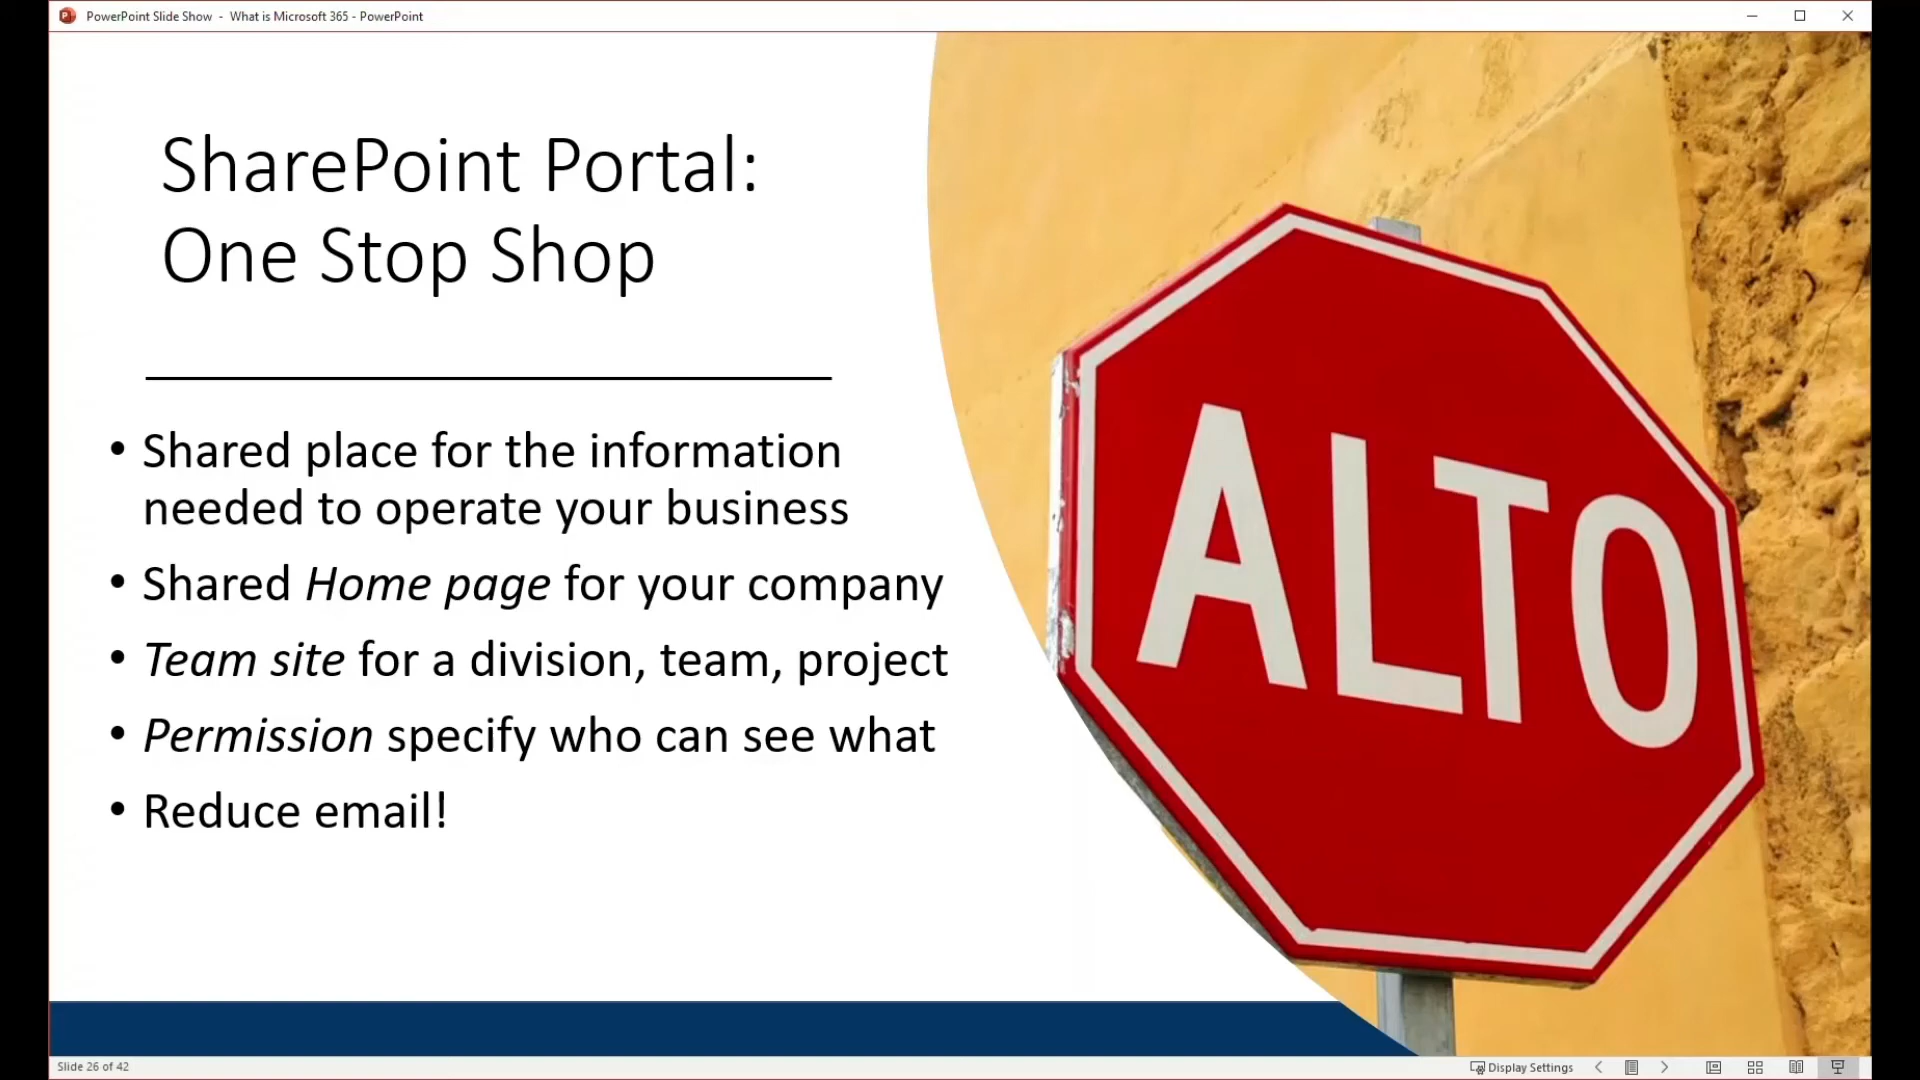 PowerPoint Slide Show - What is Microsoft 365 - PowerPoint
SharePoint Portal:
One Stop Shop
• Shared place for the information
needed to operate your business
• Shared Home page for your company
• Team site for a division, team, project
• Permission specify who can see what
• Reduce email!
ALTO
Slide 26 of 42
Display Settings